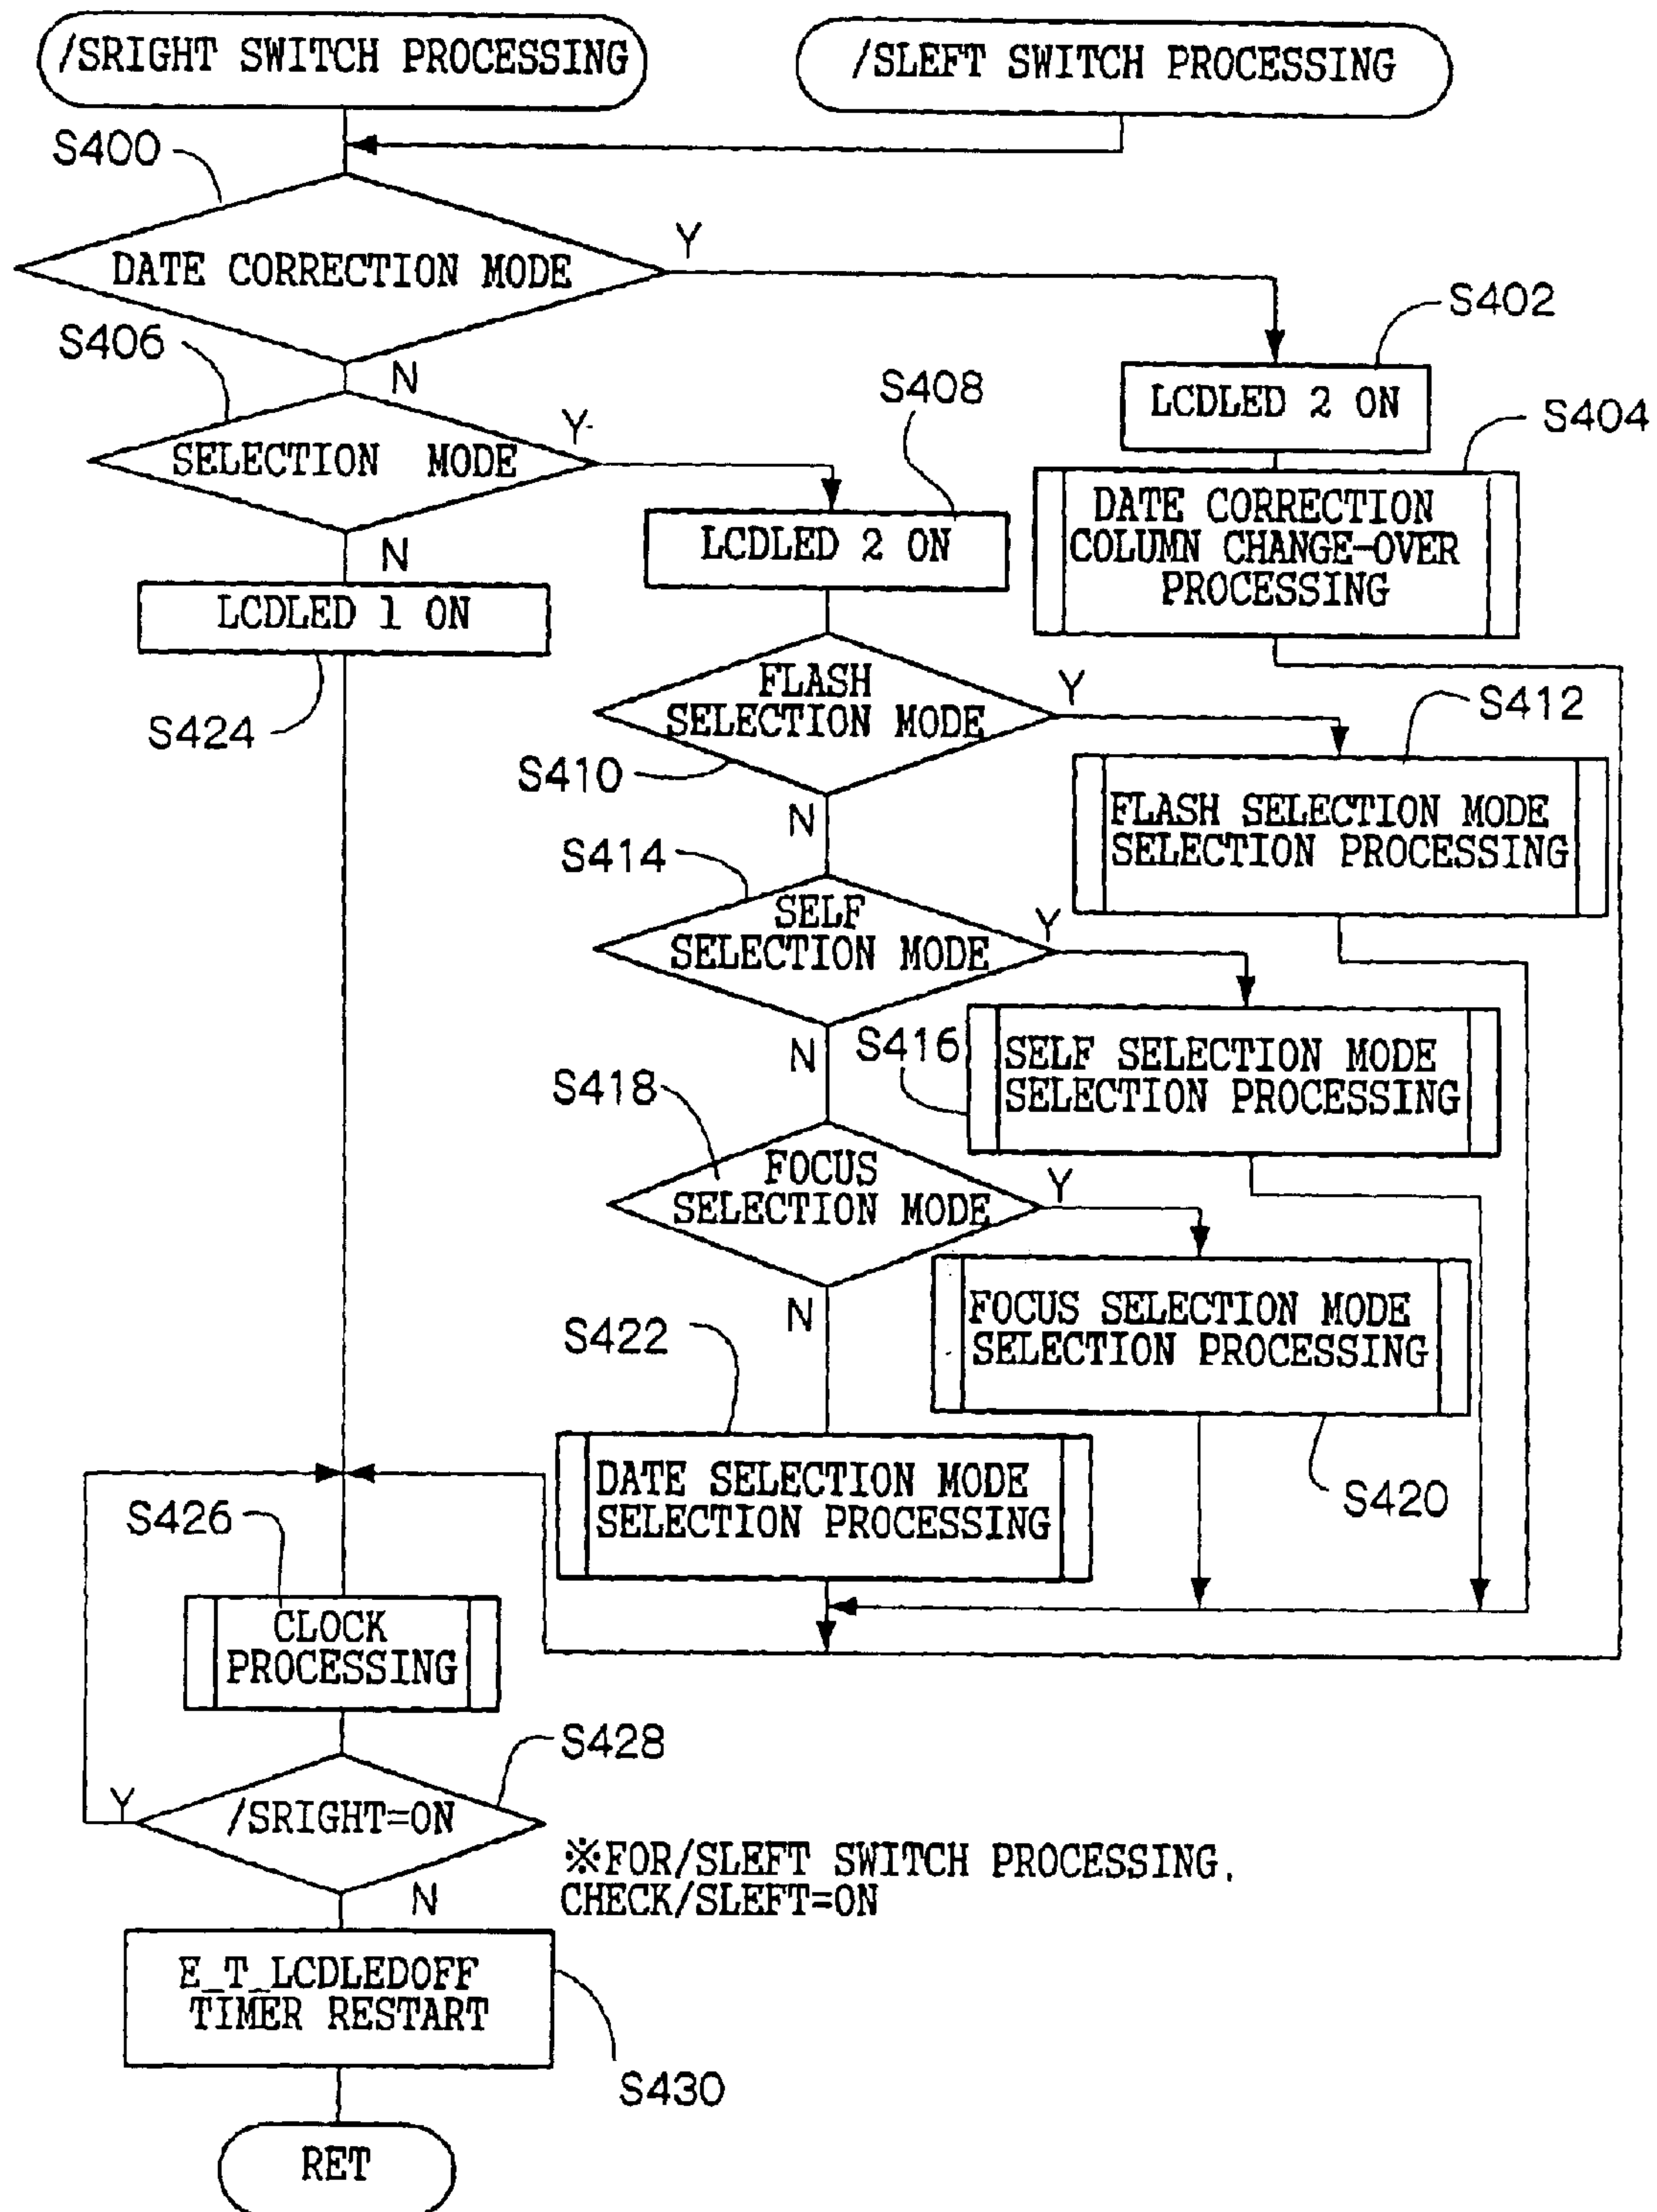 /SRIGHT SWITCH PROCESSING
/SLEFT SWITCH PROCESSING
S400
DATE CORRECTION MODE
Y
N
S402
LCDLED 2 ON
S404
DATE CORRECTION
COLUMN CHANGE-OVER
PROCESSING
S406
SELECTION MODE
Y
N
S408
LCDLED 2 ON
LCDLED 1 ON
S424
FLASH
SELECTION MODE
Y
S410
N
S412
FLASH SELECTION MODE
SELECTION PROCESSING
S414
SELF
SELECTION MODE
Y
N
S416
SELF SELECTION MODE
SELECTION PROCESSING
S418
FOCUS
SELECTION MODE
Y
N
FOCUS SELECTION MODE
SELECTION PROCESSING
S420
S422
DATE SELECTION MODE
SELECTION PROCESSING
S426
CLOCK
PROCESSING
S428
Y
/SRIGHT=ON
N
※FOR/SLEFT SWITCH PROCESSING,
CHECK/SLEFT=ON
E_T_LCDLEDOFF
TIMER RESTART
S430
RET